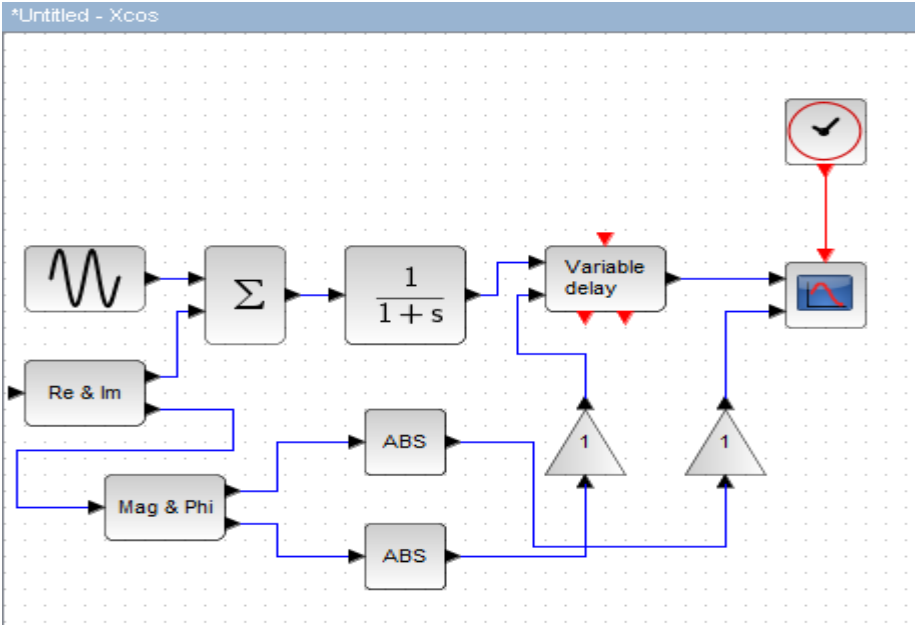 *Untitled - Xcos
Σ
1
1 + s
Variable
delay
Re & Im
ABS
1
1
Mag & Phi
ABS